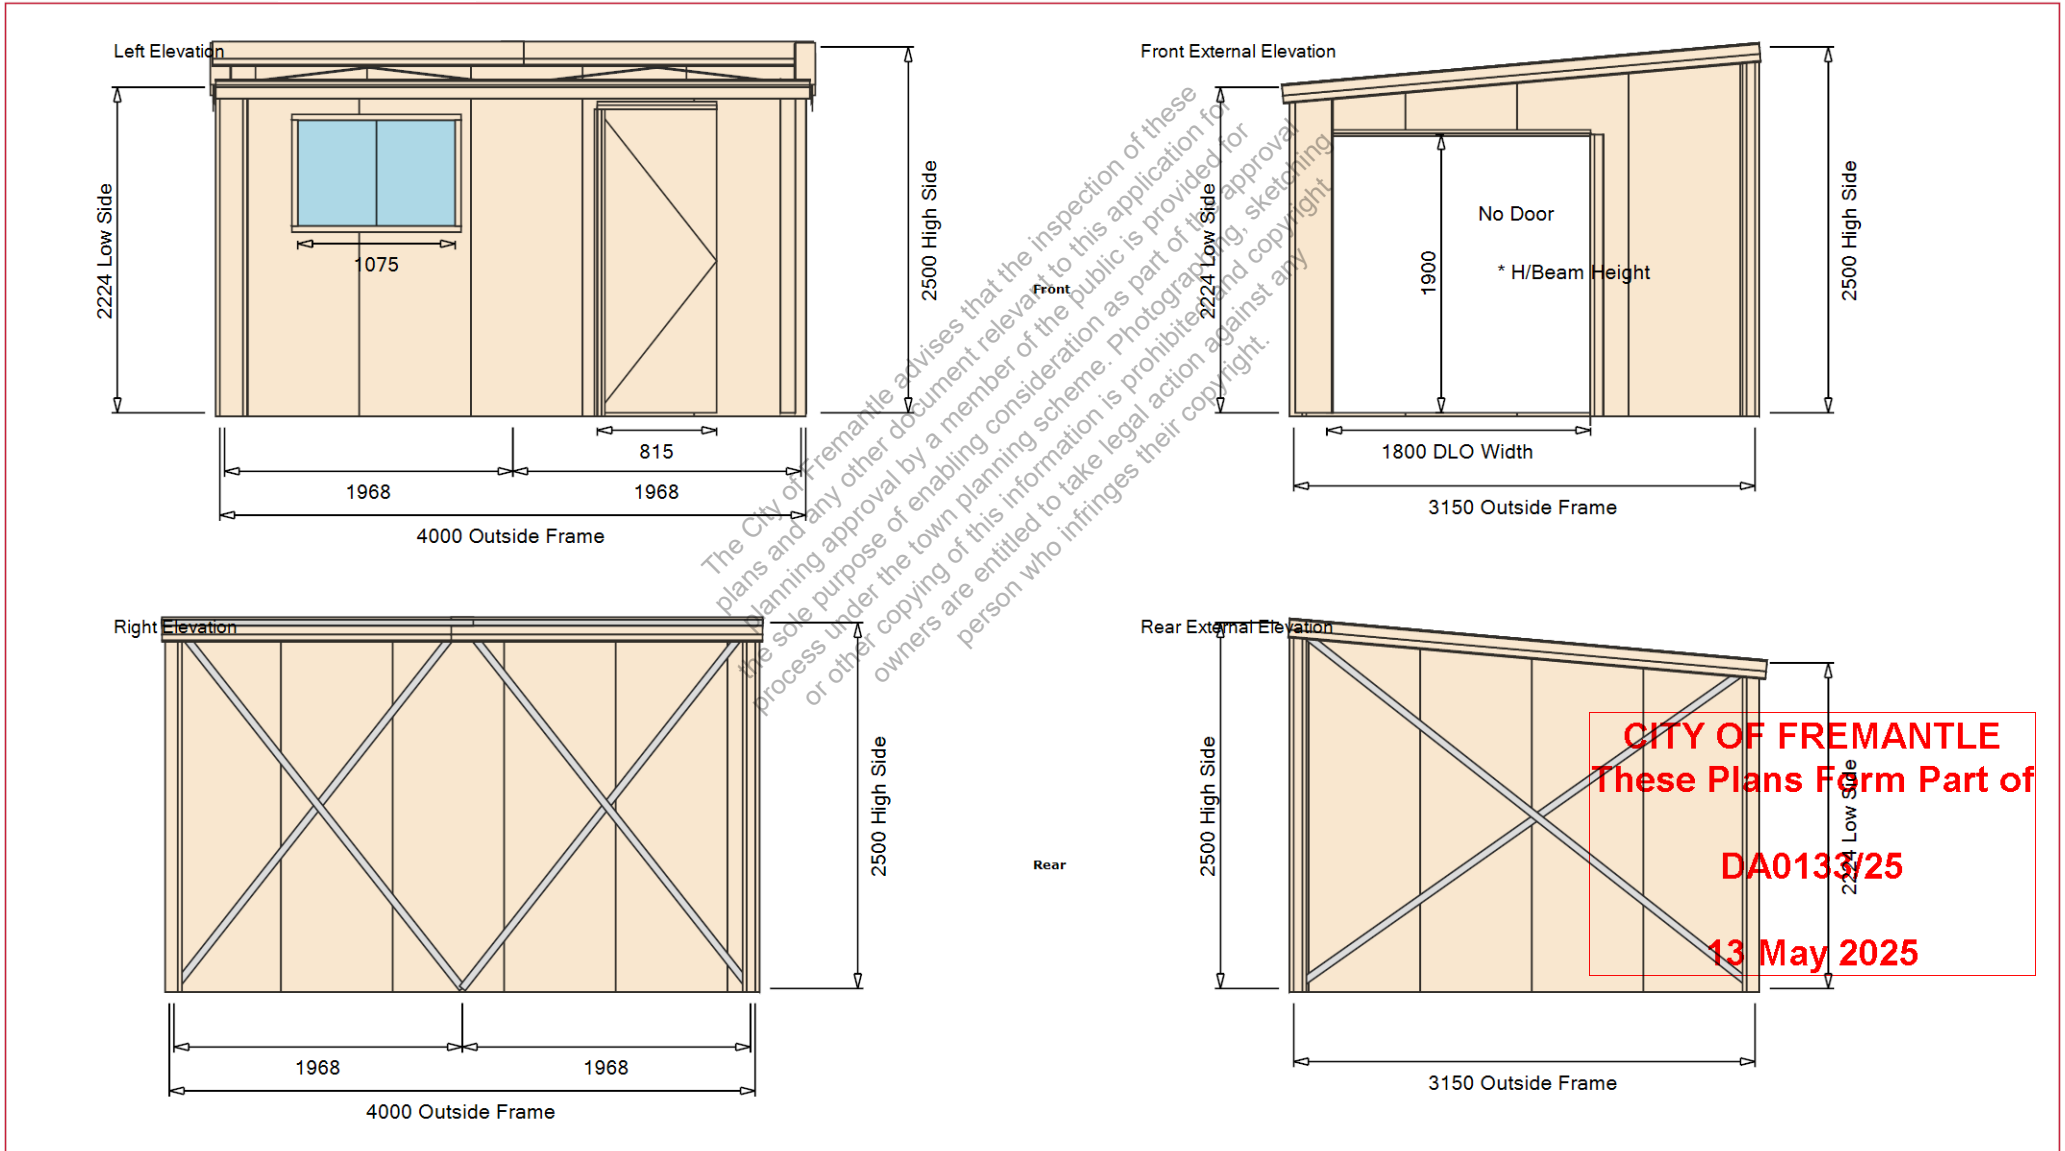 Left Elevation
2224 Low Side
2500 High Side
1075
815
1968
1968
4000 Outside Frame
Front
Front External Elevation
2224 Low Side
2500 High Side
No Door
* H/Beam Height
1900
1800 DLO Width
3150 Outside Frame
The City of Fremantle advises that the inspection of these
plans and any other document relevant to this application for
planning approval by a member of the public is provided for
the sole purpose of enabling consideration as part of the approval
process under the town planning scheme. Photographing, sketching
or other copying of this information is prohibited and copyright
owners are entitled to take legal action against any
person who infringes their copyright.
Right Elevation
2500 High Side
1968
1968
4000 Outside Frame
Rear
Rear External Elevation
2500 High Side
2224 Low Side
3150 Outside Frame
CITY OF FREMANTLE
These Plans Form Part of
DA0133/25
13 May 2025